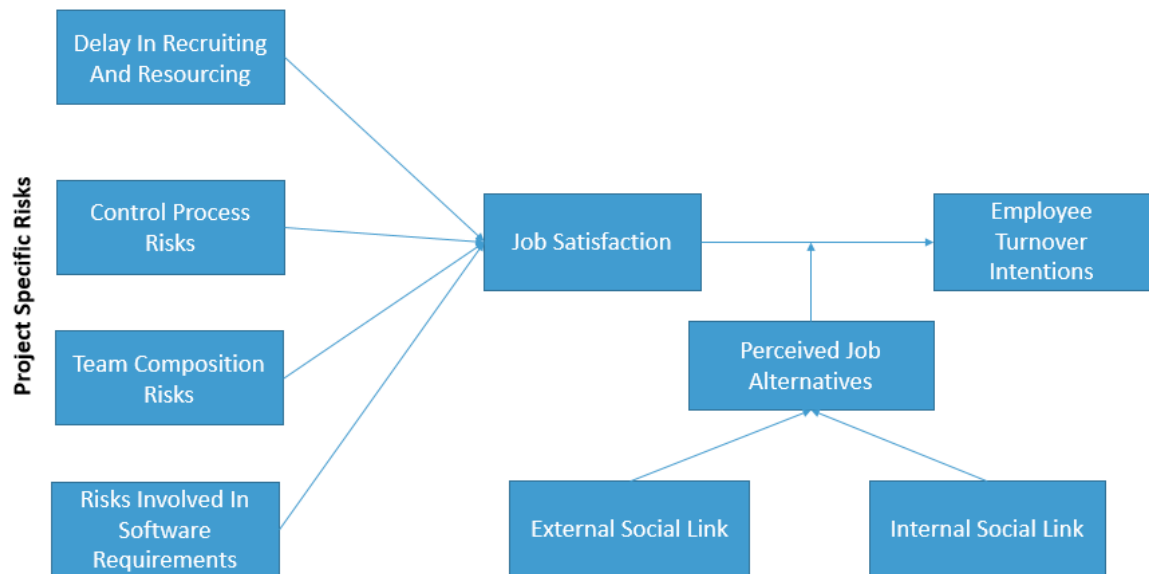 Project Specific Risks
Delay In Recruiting
And Resourcing
Control Process
Risks
Team Composition
Risks
Risks Involved In
Software
Requirements
Job Satisfaction
Employee
Turnover
Intentions
Perceived Job
Alternatives
External Social Link
Internal Social Link